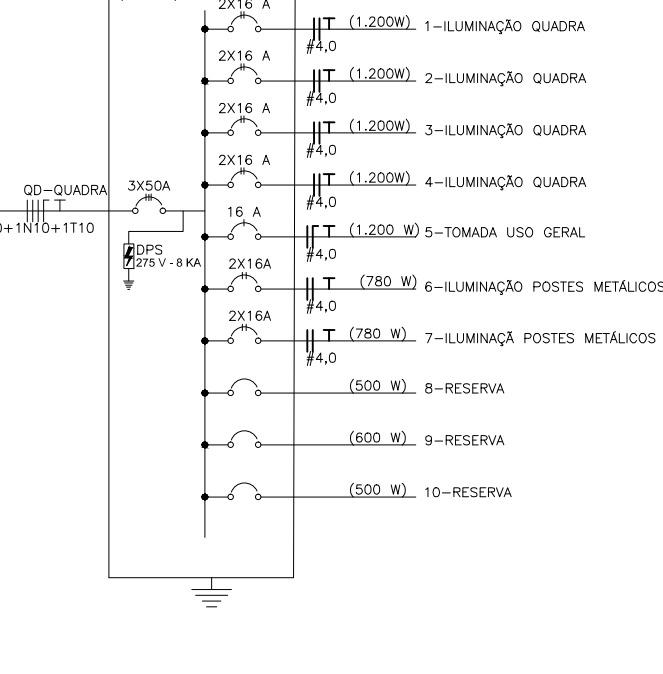 2X16 A
(1.200 W) 1-ILUMINAÇÃO QUADRA
#4,0
2X16 A
(1.200W) 2-ILUMINAÇÃO QUADRA
#4,0
2X16 A
(1.200W) 3-ILUMINAÇÃO QUADRA
#4,0
2X16 A
(1.200W) 4-ILUMINAÇÃO QUADRA
#4,0
QD-QUADRA
3X50A
+1N10+1T10
DPS
275 V - 8 KA
16 A
(1.200 W) 5-TOMADA USO GERAL
#4,0
2X16A
(780 W) 6-ILUMINAÇÃO POSTES METÁLICOS
#4,0
2X16A
(780 W) 7-ILUMINAÇÃ POSTES METÁLICOS
#4,0
(500 W) 8-RESERVA
(600 W) 9-RESERVA
(500 W) 10-RESERVA